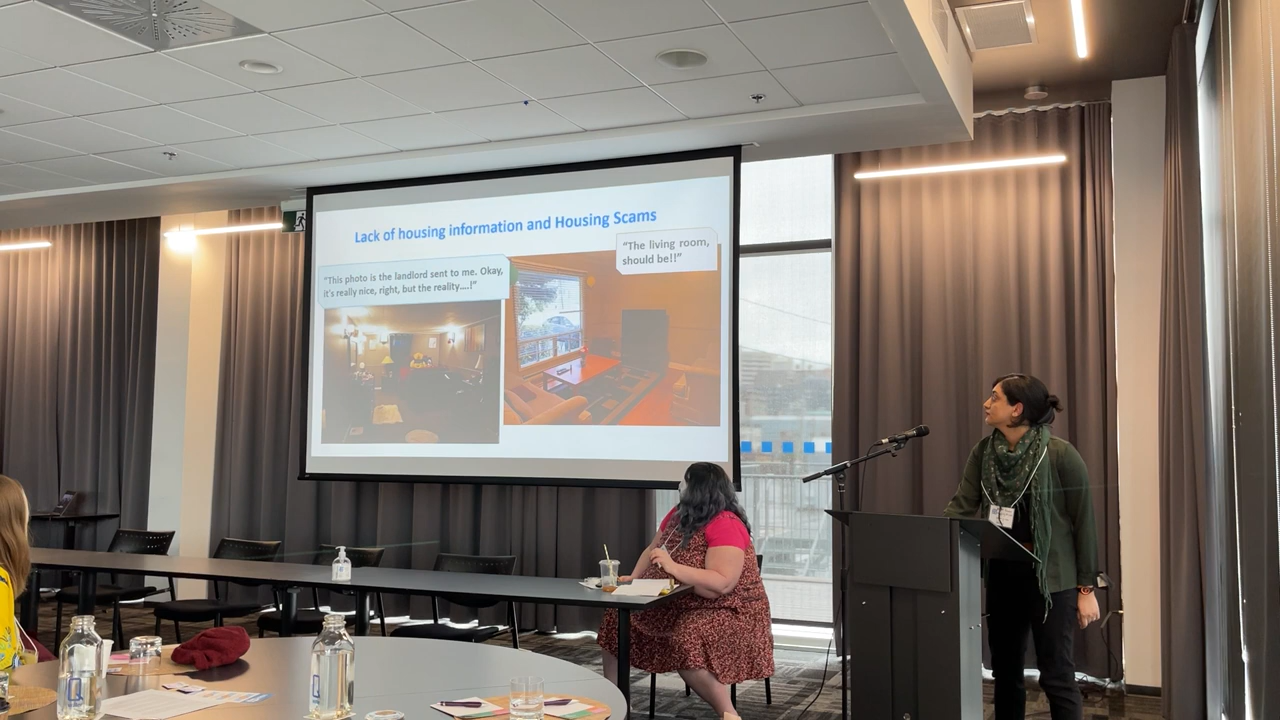 Lack of housing information and Housing Scams
“The living room,
should be!!”
“This photo is the landlord sent to me. Okay,
it's really nice, right, but the reality....!”
Q